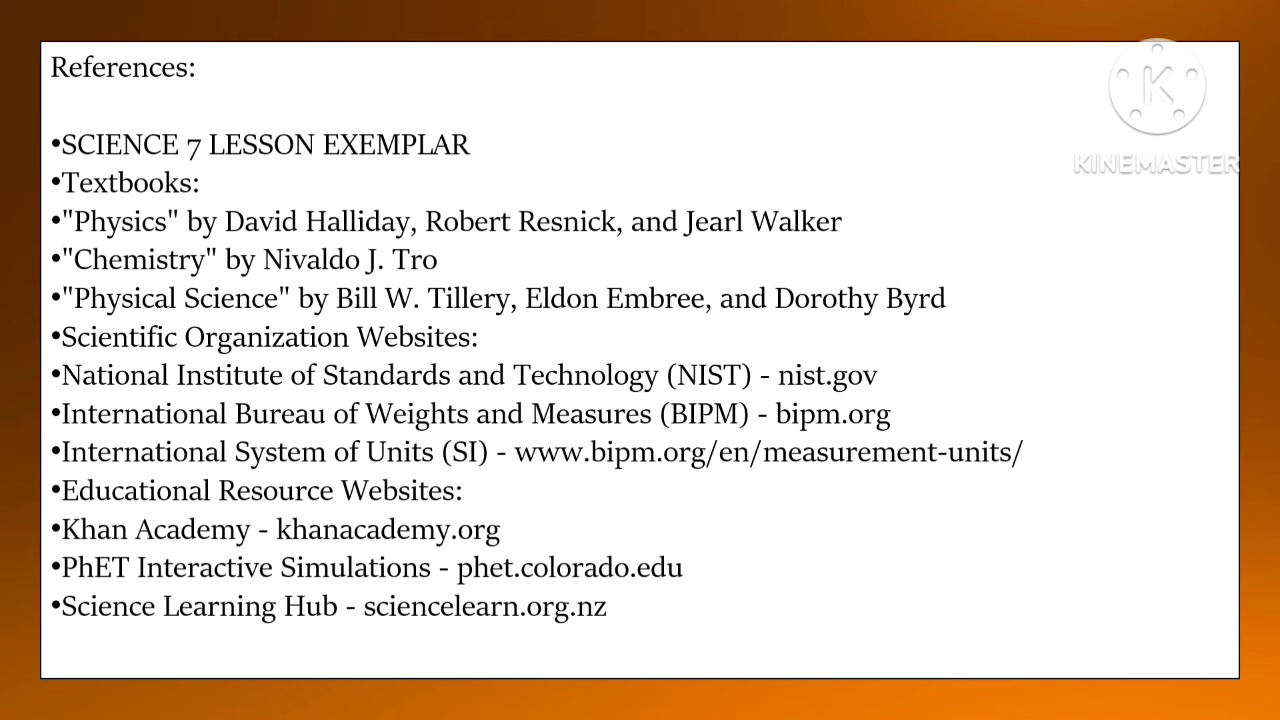 References:
•SCIENCE 7 LESSON EXEMPLAR
•Textbooks:
•"Physics" by David Halliday, Robert Resnick, and Jearl Walker
•"Chemistry" by Nivaldo J. Tro
•"Physical Science" by Bill W. Tillery, Eldon Embree, and Dorothy Byrd
•Scientific Organization Websites:
•National Institute of Standards and Technology (NIST) - nist.gov
•International Bureau of Weights and Measures (BIPM) - bipm.org
•International System of Units (SI) - www.bipm.org/en/measurement-units/
•Educational Resource Websites:
•Khan Academy - khanacademy.org
•PhET Interactive Simulations - phet.colorado.edu
•Science Learning Hub - sciencelearn.org.nz
K
KINEMASTER